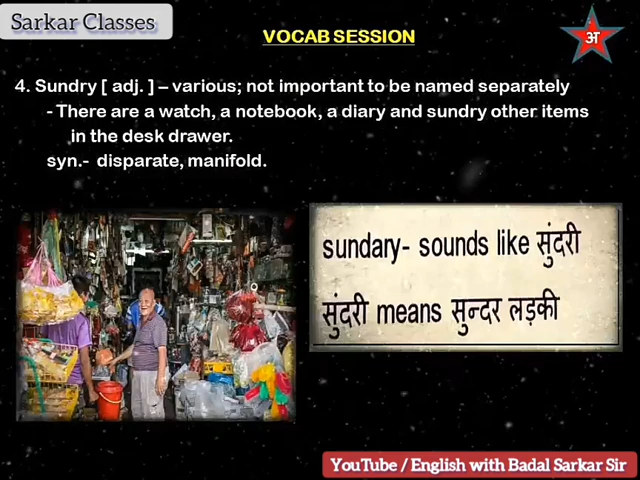 Sarkar Classes
VOCAB SESSION
अ
4. Sundry [ adj. ] – various; not important to be named separately
- There are a watch, a notebook, a diary and sundry other items
in the desk drawer.
syn.- disparate, manifold.
sundary- sounds like सुंदरी
सुंदरी means सुन्दर लड़की
YouTube / English with Badal Sarkar Sir